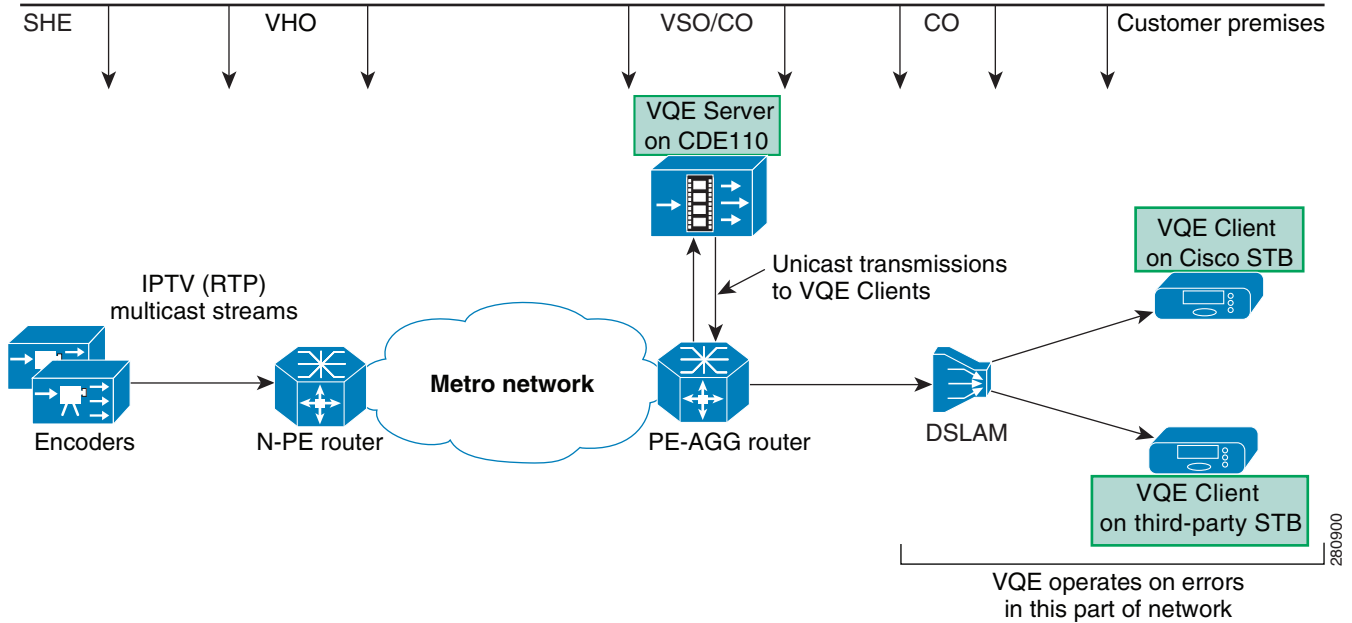 SHE
VHO
VSO/CO
CO
Customer premises
VQE Server
on CDE110
VQE Client
on Cisco STB
Unicast transmissions
to VQE Clients
IPTV (RTP)
multicast streams
Metro network
Encoders
N-PE router
PE-AGG router
DSLAM
VQE Client
on third-party STB
280900
VQE operates on errors
in this part of network